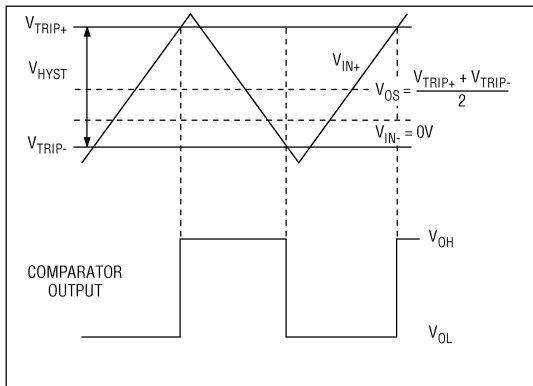 VTRIP+
VHYST
VIN+
VOS = VTRIP+ + VTRIP- / 2
VIN- = 0V
VTRIP-
VOH
COMPARATOR
OUTPUT
VOL